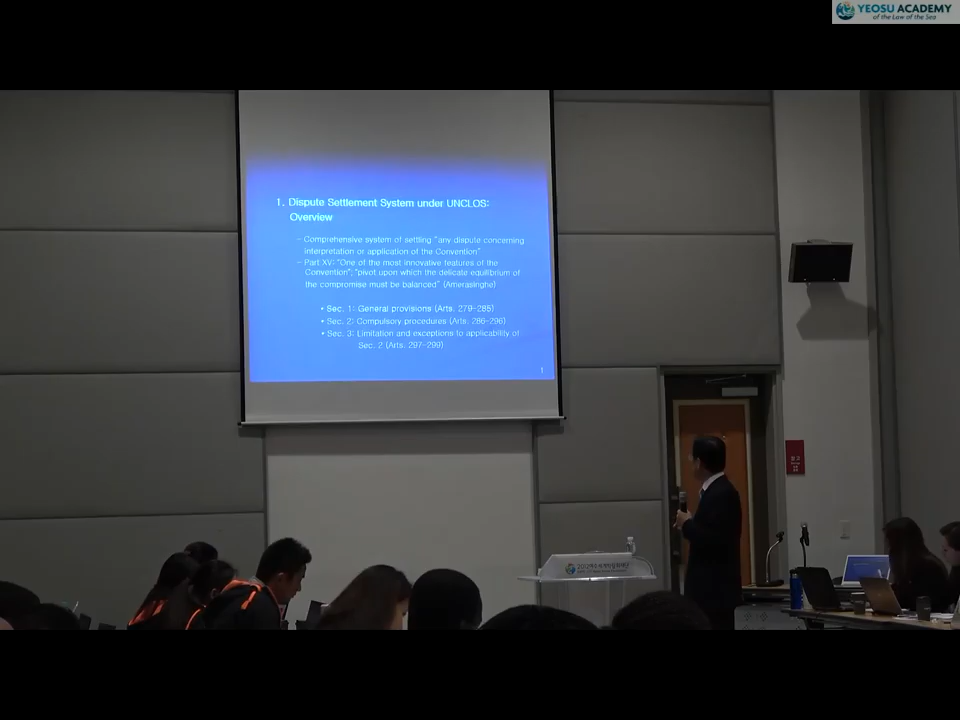 YEOSU ACADEMY
of the Law of the Sea
1. Dispute Settlement System under UNCLOS:
Overview
– Comprehensive system of settling "any dispute concerning
interpretation or application of the Convention"
– Part XV: "One of the most innovative features of the
Convention"; "pivot upon which the delicate equilibrium of
the compromise must be balanced" (Amerasinghe)
• Sec. 1: General provisions (Arts. 279-285)
• Sec. 2: Compulsory procedures (Arts. 286-296)
• Sec. 3: Limitation and exceptions to applicability of
Sec. 2 (Arts. 297-299)
1